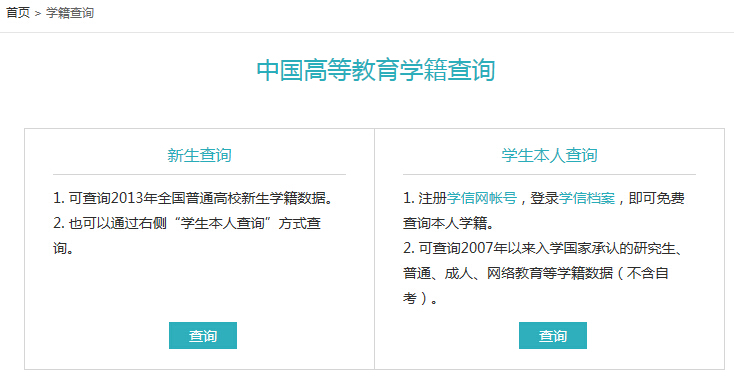 首页 > 学籍查询
中国高等教育学籍查询
新生查询
1. 可查询2013年全国普通高校新生学籍数据。
2. 也可以通过右侧“学生本人查询”方式查
询。
查询
学生本人查询
1. 注册学信网帐号，登录学信档案，即可免费
查询本人学籍。
2. 可查询2007年以来入学国家承认的研究生、
普通、成人、网络教育等学籍数据（不含自
考）。
查询